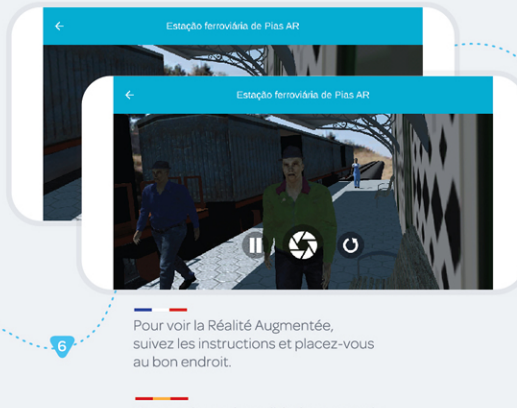 Estação ferroviária de Pias AR
Estação ferroviária de Pias AR
6
Pour voir la Réalité Augmentée,
suivez les instructions et placez-vous
au bon endroit.